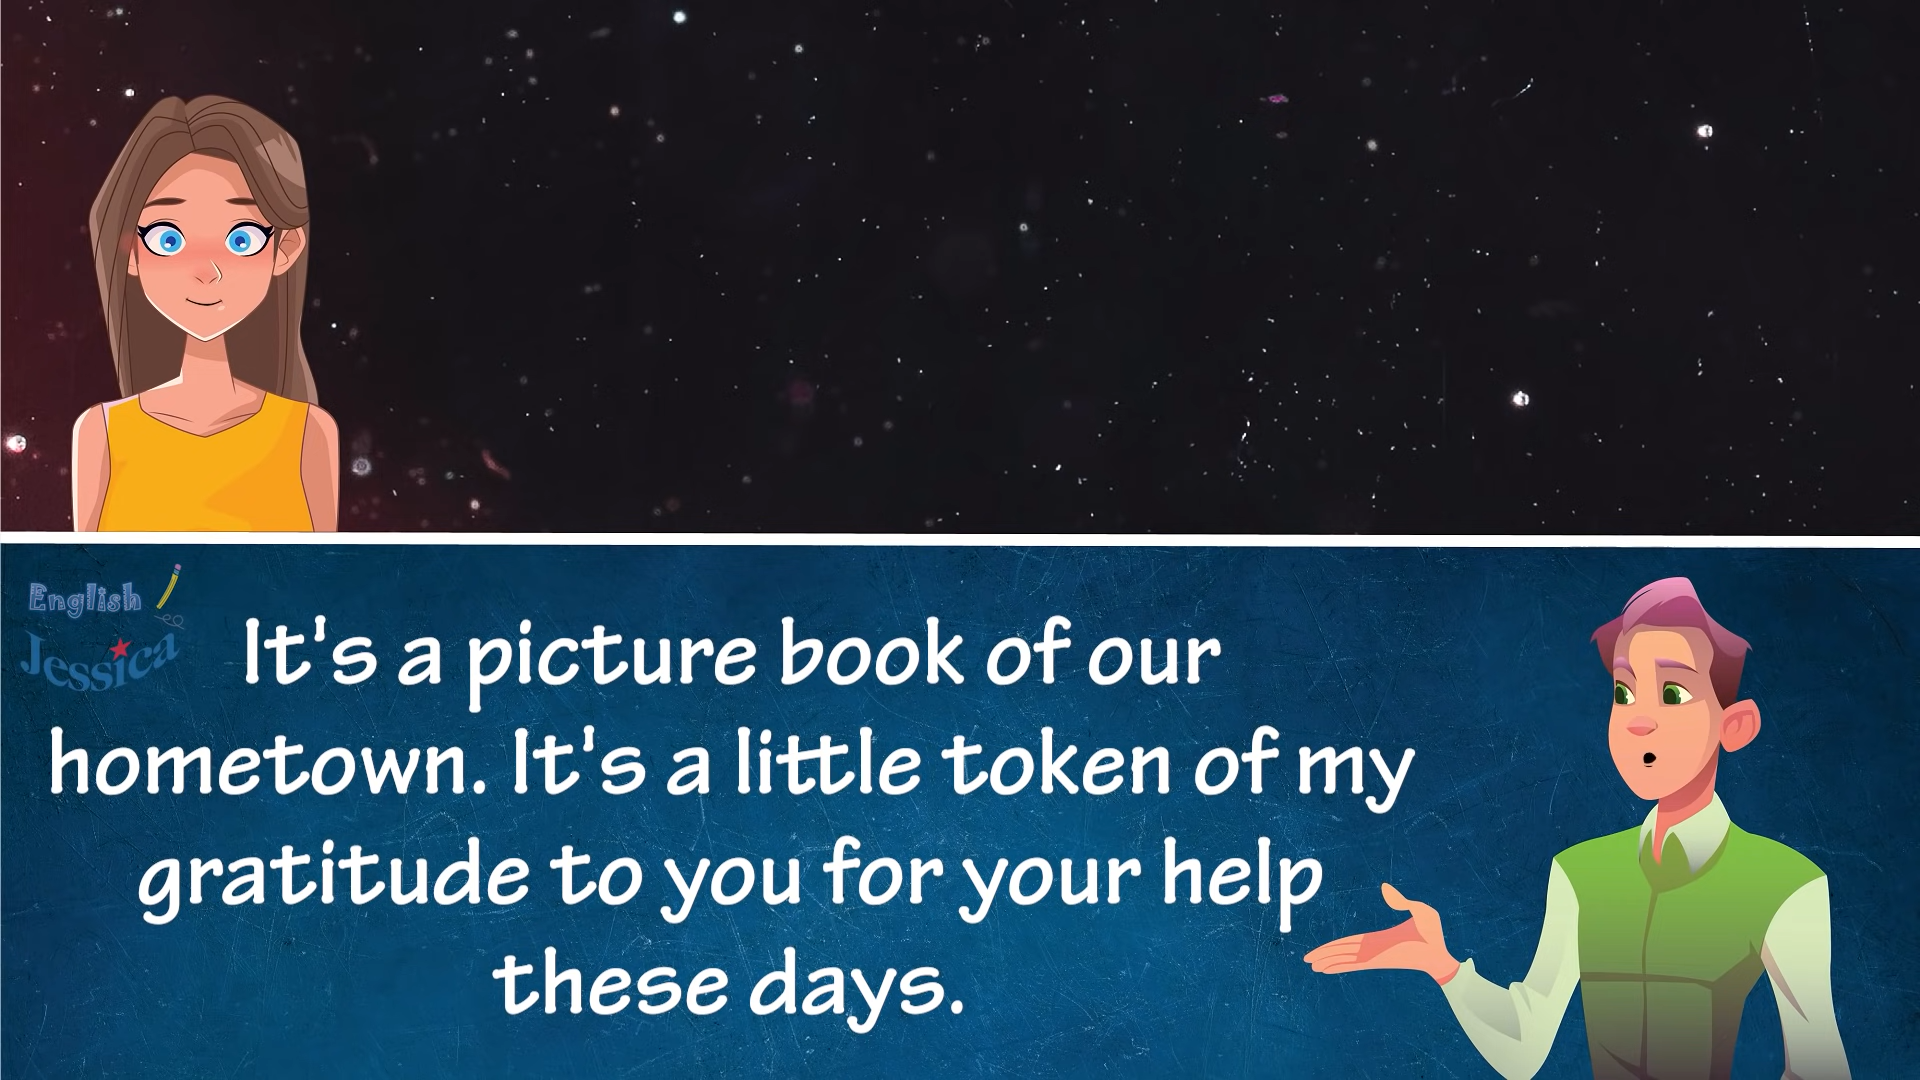 English
Jessica
It's a picture book of our
hometown. It's a little token of my
gratitude to you for your help
these days.